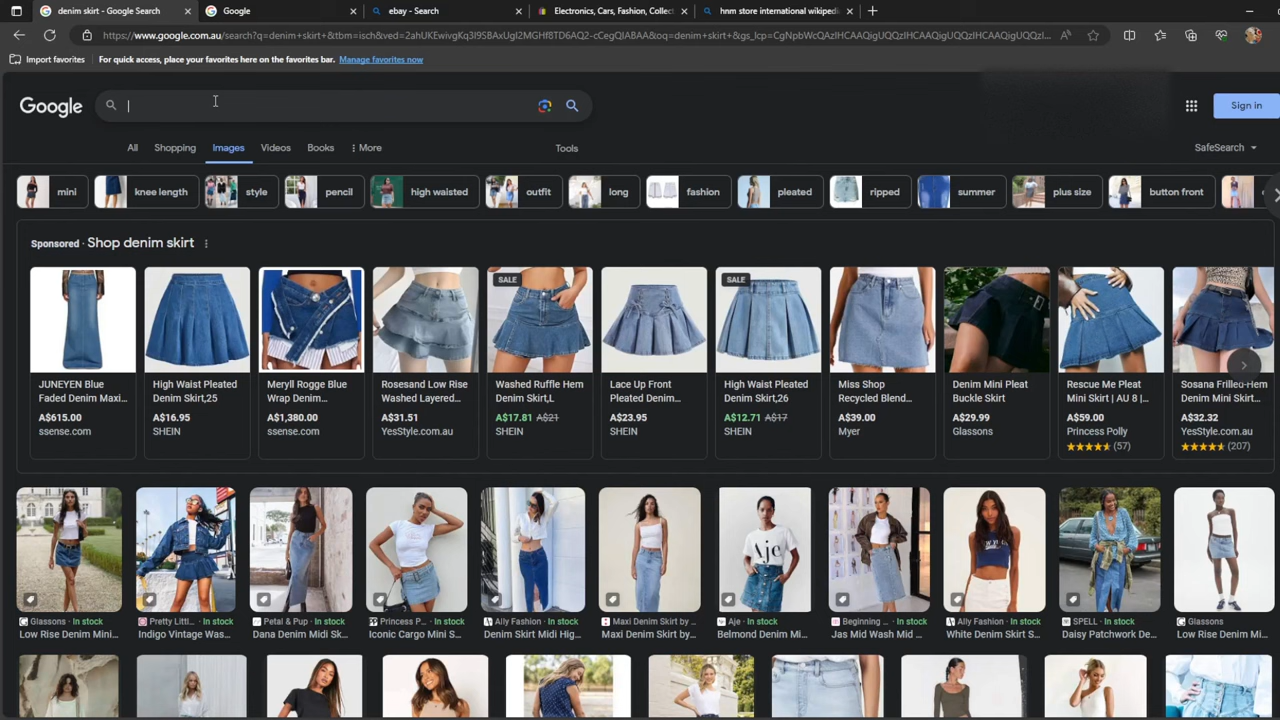 denim skirt - Google Search
Google
ebay - Search
Electronics, Cars, Fashion, Collect
hnm store international wikiped
https://www.google.com.au/search?q=denim+skirt+&tbm=isch&ved=2ahUKEwivgKq3I9SBAxUgI2MGHf8TD6AQ2-cCegQIABAA&oq=denim+skirt+&gs_lcp=CgNpbWcQAzIHCAAQigUQQzIHCAAQigUQQzIHCAAQigUQQzIHCAAQigUQQzIHCAAQigUQQzI...
Import favorites
For quick access, place your favorites here on the favorites bar. Manage favorites now
Google
Sign in
All Shopping Images Videos Books More Tools SafeSearch
mini knee length style pencil high waisted outfit long fashion pleated ripped summer plus size button front
Sponsored · Shop denim skirt
SALE
SALE
JUNEYEN Blue
Faded Denim Maxi...
A$615.00
ssense.com
High Waist Pleated
Denim Skirt,25
A$16.95
SHEIN
Meryll Rogge Blue
Wrap Denim...
A$1,380.00
ssense.com
Rosesand Low Rise
Washed Layered...
A$31.51
YesStyle.com.au
Washed Ruffle Hem
Denim Skirt,L
A$17.81 A$21
SHEIN
Lace Up Front
Pleated Denim...
A$23.95
SHEIN
High Waist Pleated
Denim Skirt,26
A$12.71 A$17
SHEIN
Miss Shop
Recycled Blend...
A$39.00
Myer
Denim Mini Pleat
Buckle Skirt
A$29.99
Glassons
Rescue Me Pleat
Mini Skirt | AU 8 |...
A$59.00
Princess Polly
(57)
Sosana Frilled-Hem
Denim Mini Skirt...
A$32.32
YesStyle.com.au
(207)
Aje
Glassons · In stock
Low Rise Denim Mini...
Pretty Littl... · In stock
Indigo Vintage Was...
Petal & Pup · In stock
Dana Denim Midi Sk...
Princess P... · In stock
Iconic Cargo Mini S...
Ally Fashion · In stock
Denim Skirt Midi Hig...
Maxi Denim Skirt by ...
Maxi Denim Skirt by...
Aje · In stock
Belmond Denim Mi...
Beginning ... · In stock
Jas Mid Wash Mid ...
Ally Fashion · In stock
White Denim Skirt S...
SPELL · In stock
Daisy Patchwork De...
Glassons
Low Rise Denim Mi...